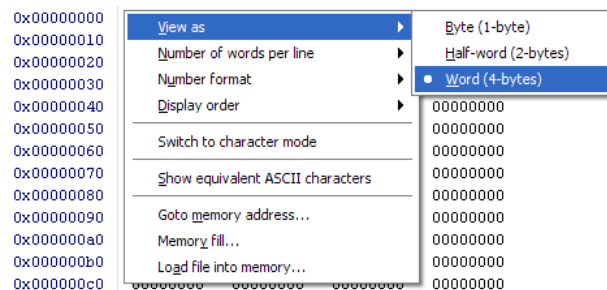 0x00000000
View as
Byte (1-byte)
0x00000010
Number of words per line
Half-word (2-bytes)
0x00000020
Number format
Word (4-bytes)
0x00000030
Display order
0x00000040 00000000
0x00000050 00000000
Switch to character mode
0x00000060 00000000
0x00000070 00000000
Show equivalent ASCII characters
0x00000080 00000000
0x00000090 00000000
Goto memory address...
0x000000a0 00000000
Memory fill...
0x000000b0 00000000
Load file into memory...
0x000000c0 00000000 00000000 00000000 00000000